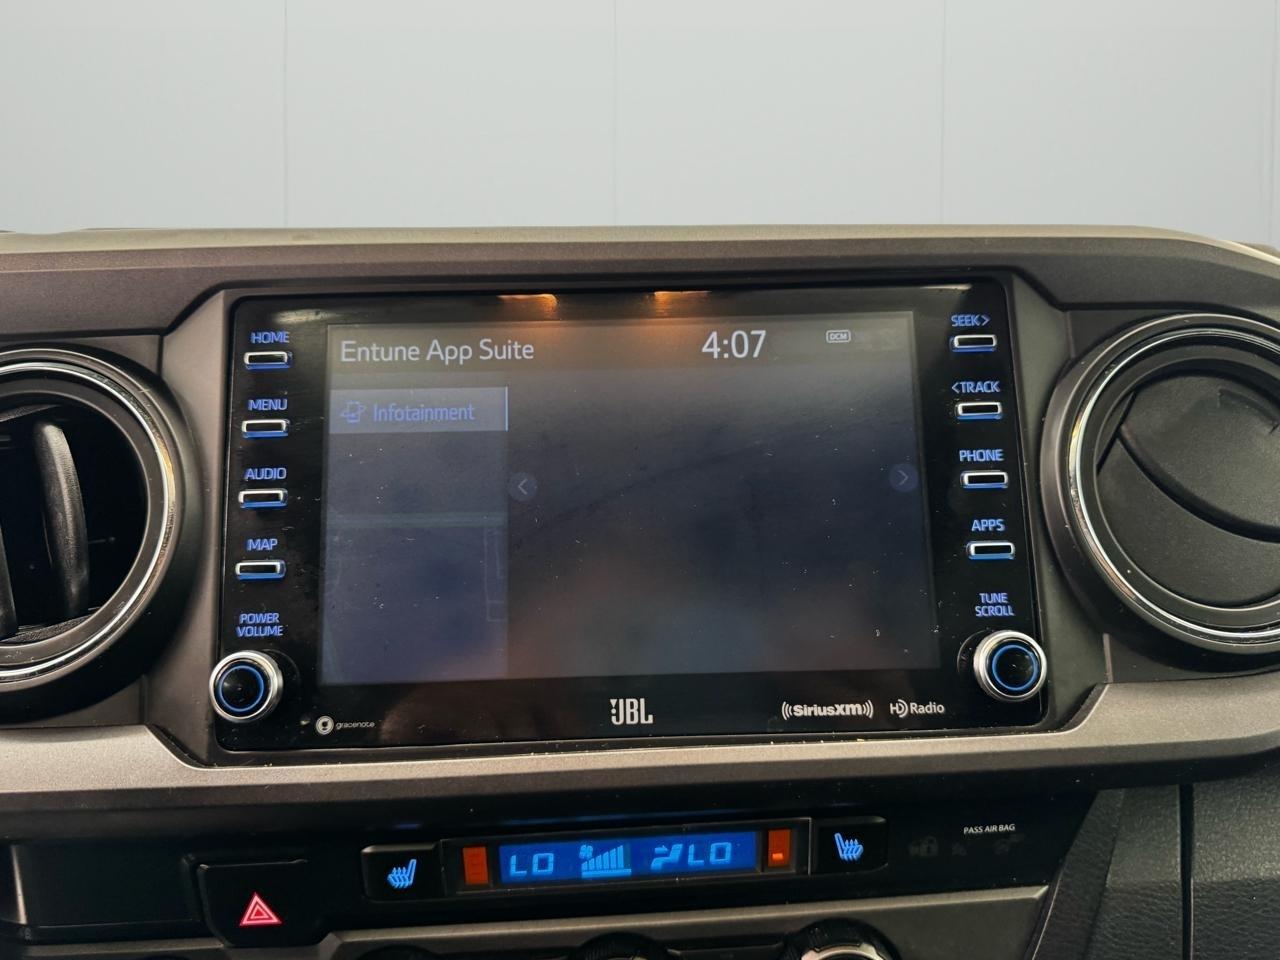 HOME
MENU
AUDIO
MAP
POWER
VOLUME
Entune App Suite
4:07
DCM
Infotainment
SEEK>
<TRACK
PHONE
APPS
TUNE
SCROLL
gracenote
JBL
((SiriusXM))
HD Radio
LO
LO
PASS AIR BAG